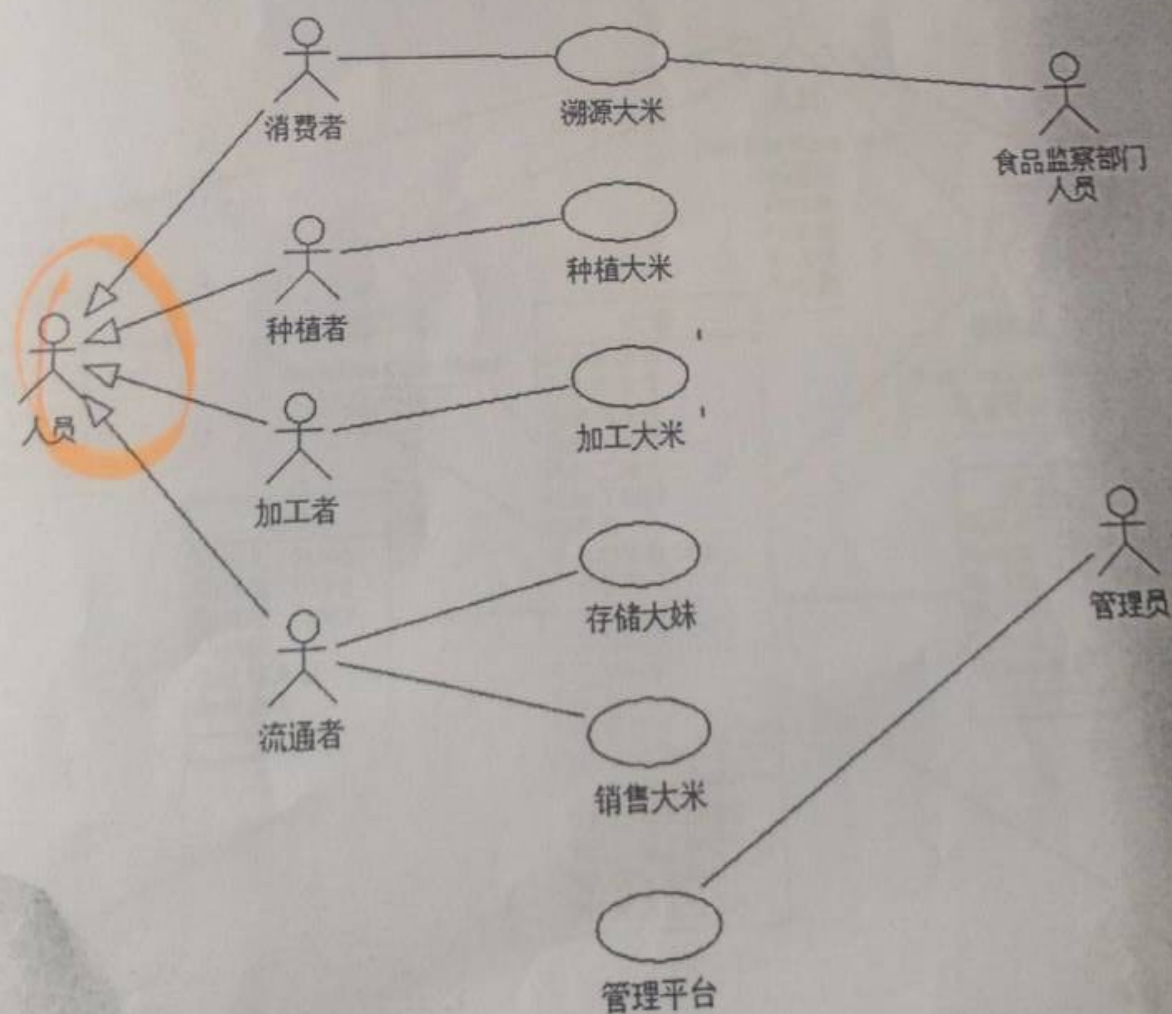 消费者
溯源大米
食品监察部门
人员
种植者
种植大米
人员
加工者
加工大米
流通者
存储大妹
销售大米
管理员
管理平台